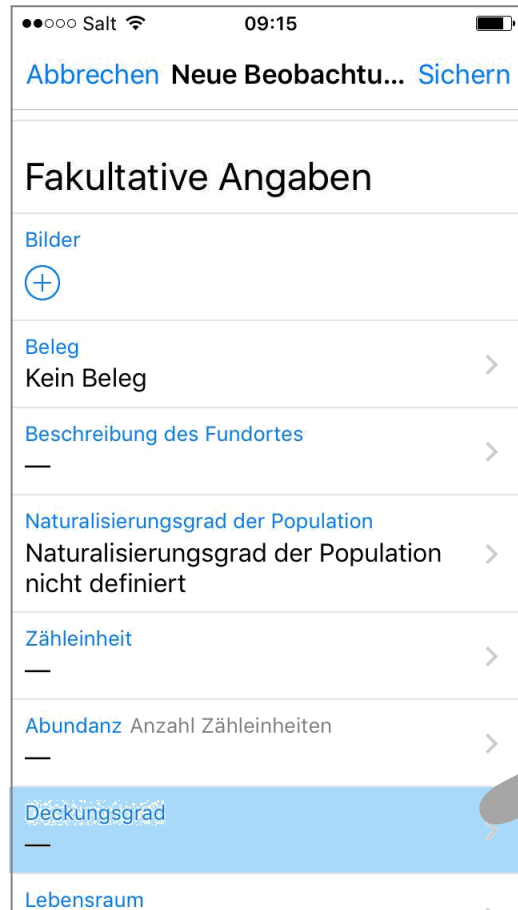 Salt 09:15
Abbrechen Neue Beobachtu... Sichern
Fakultative Angaben
Bilder
Beleg
Kein Beleg
Beschreibung des Fundortes
—
Naturalisierungsgrad der Population
Naturalisierungsgrad der Population
nicht definiert
Zähleinheit
—
Abundanz Anzahl Zähleinheiten
—
Deckungsgrad
—
Lebensraum